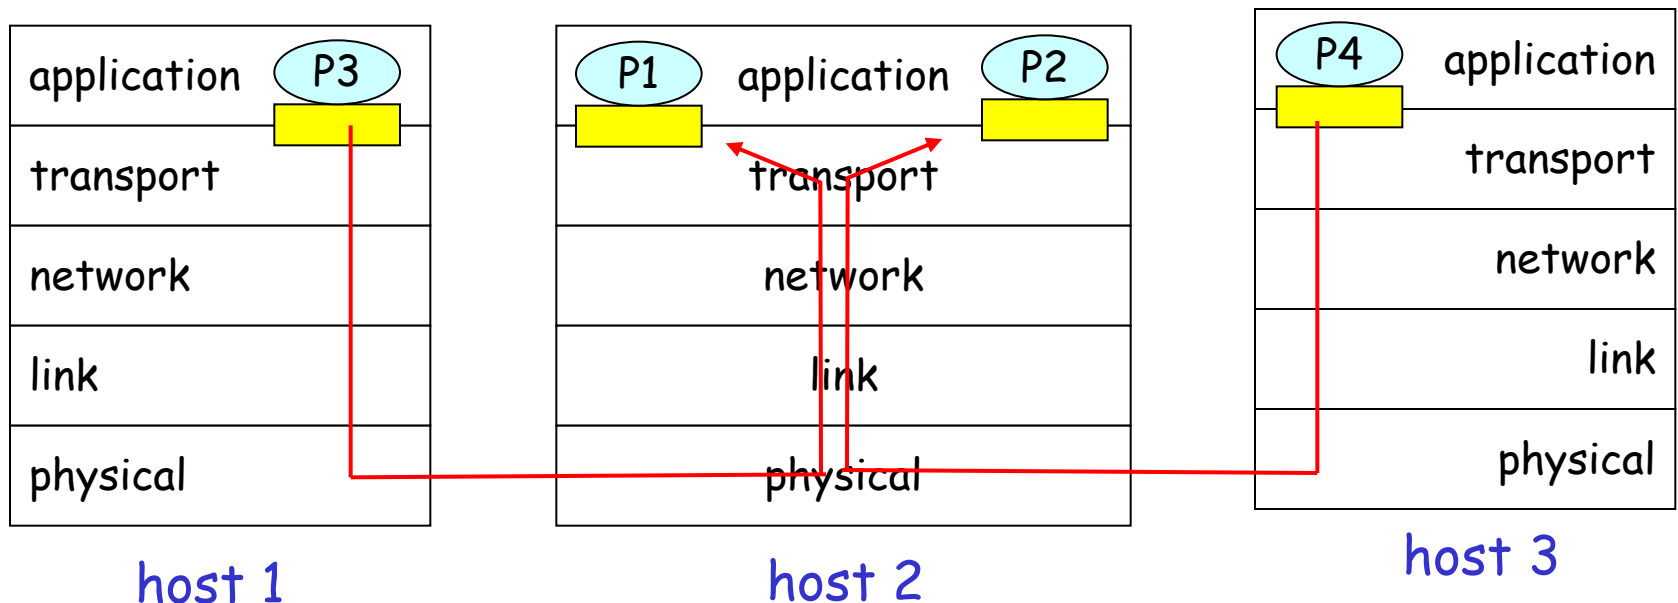 application P3
transport
network
link
physical
host 1
P1 application P2
transport
network
link
physical
host 2
P4 application
transport
network
link
physical
host 3